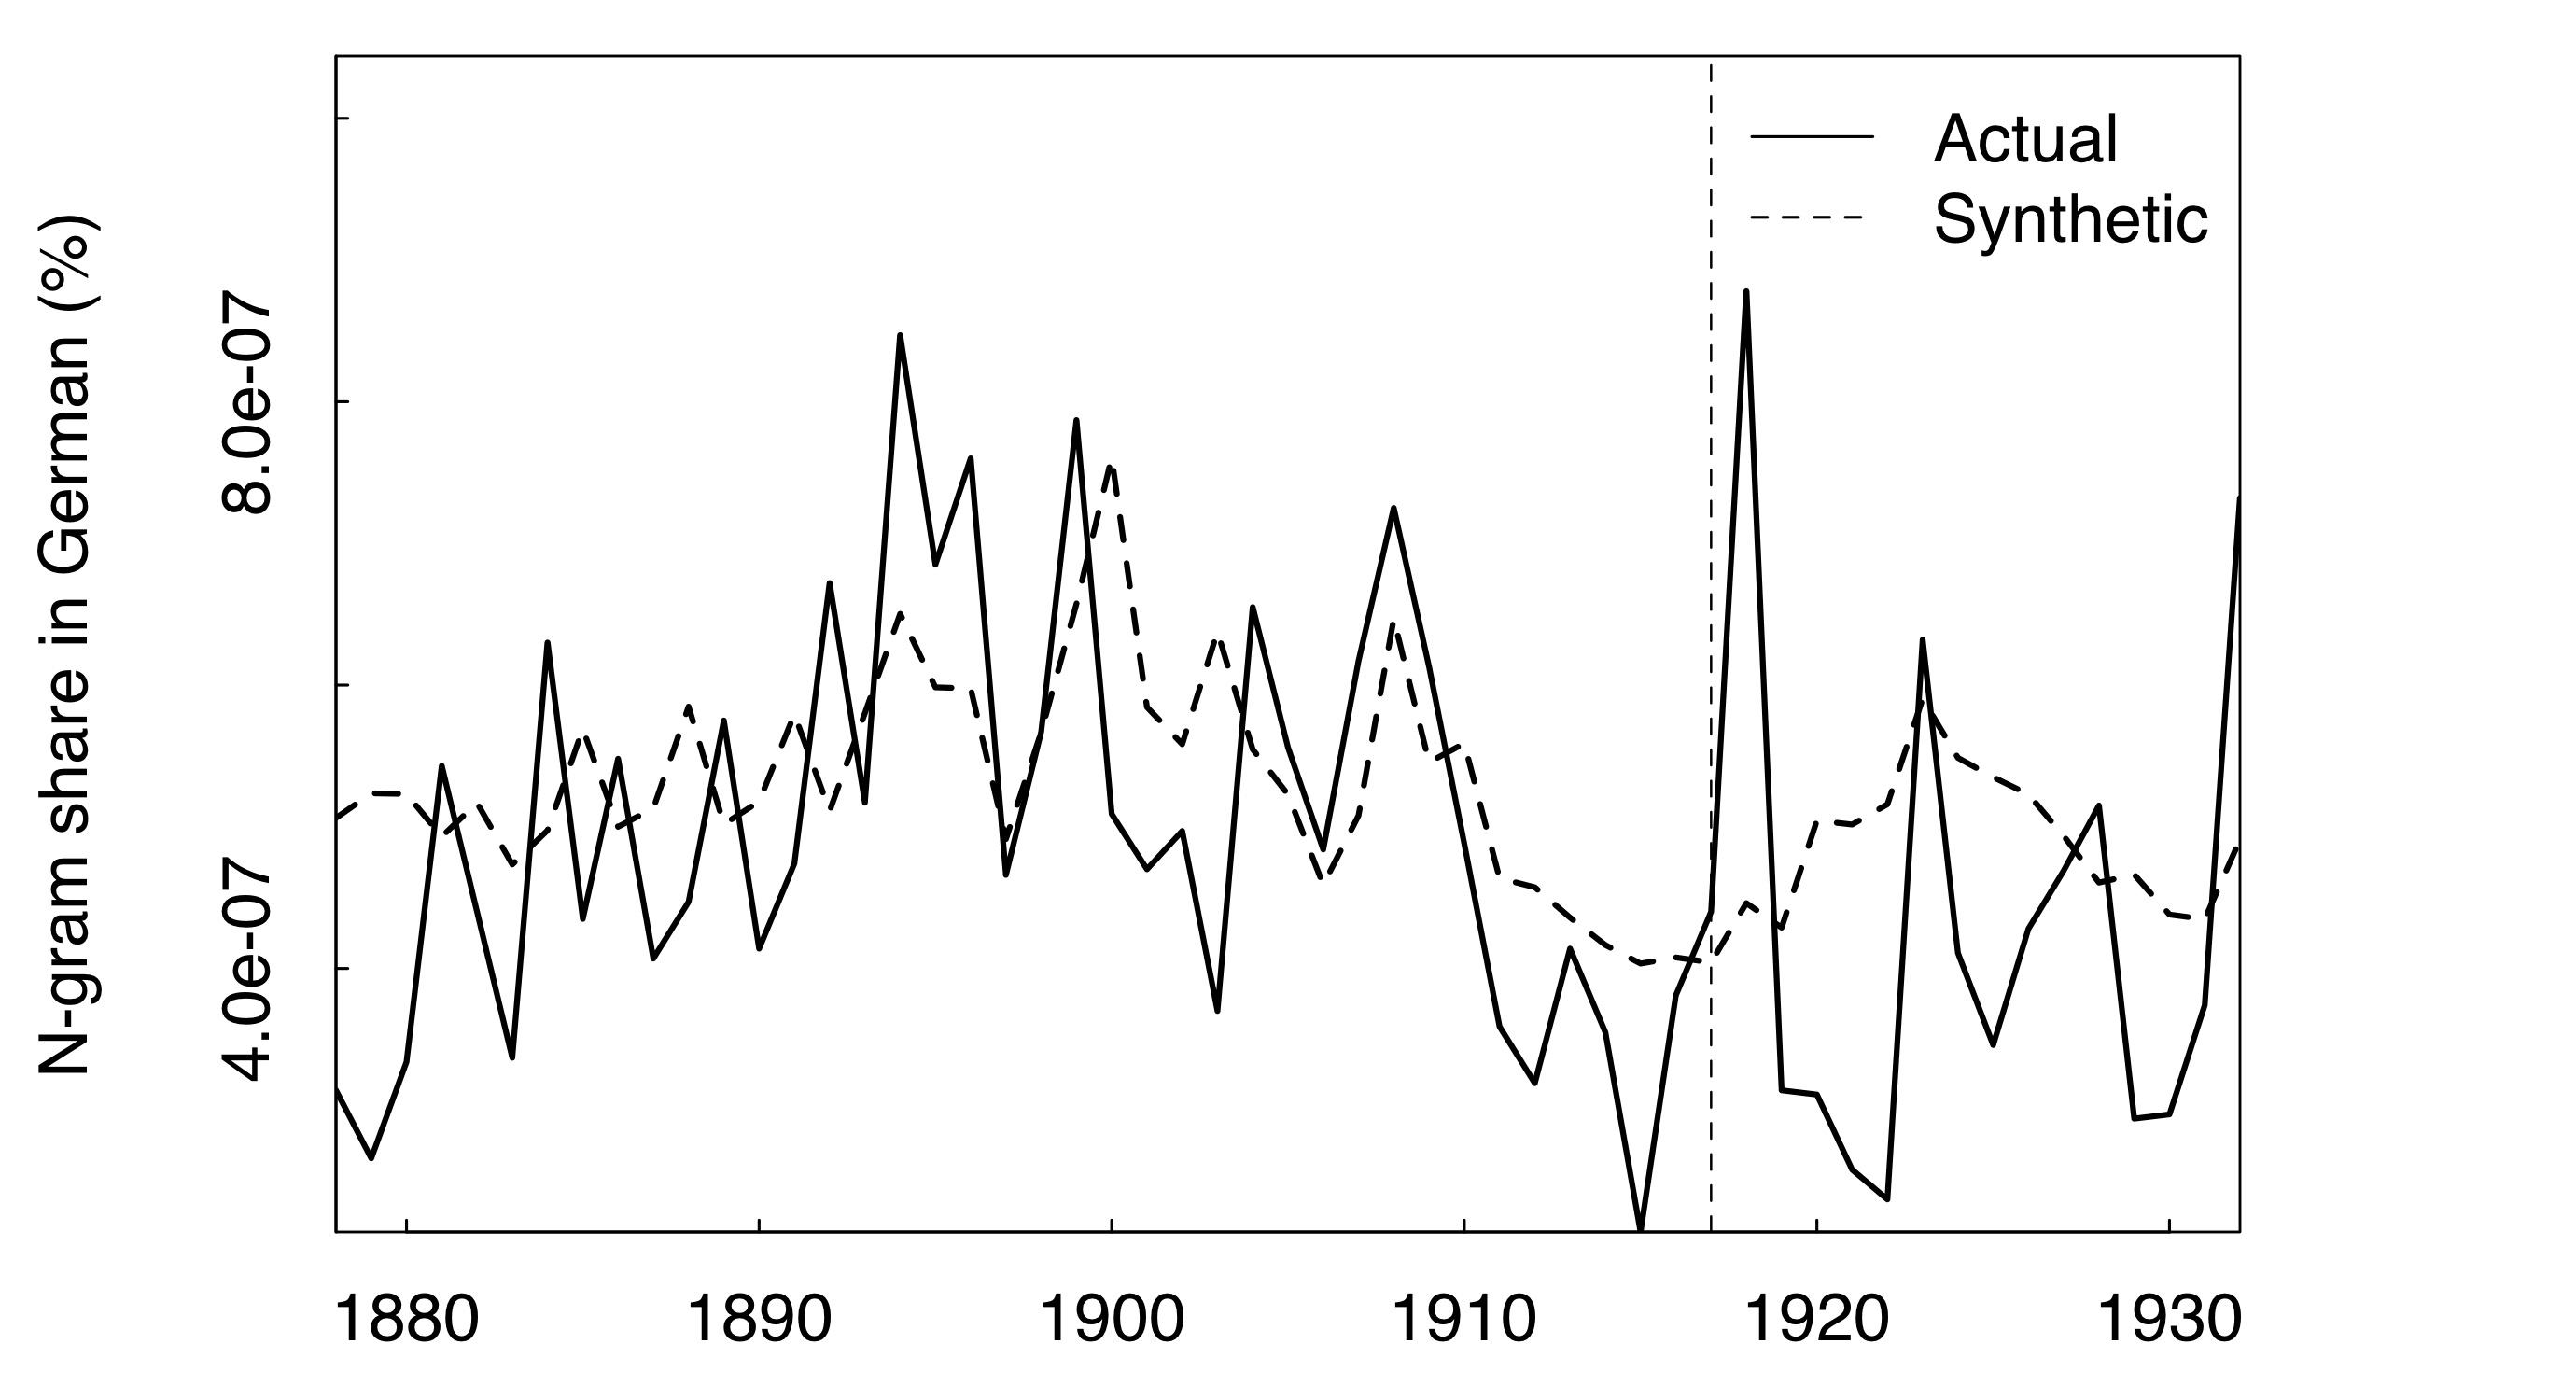 N-gram share in German (%)
8.0e-07
4.0e-07
Actual
Synthetic
1880 1890 1900 1910 1920 1930